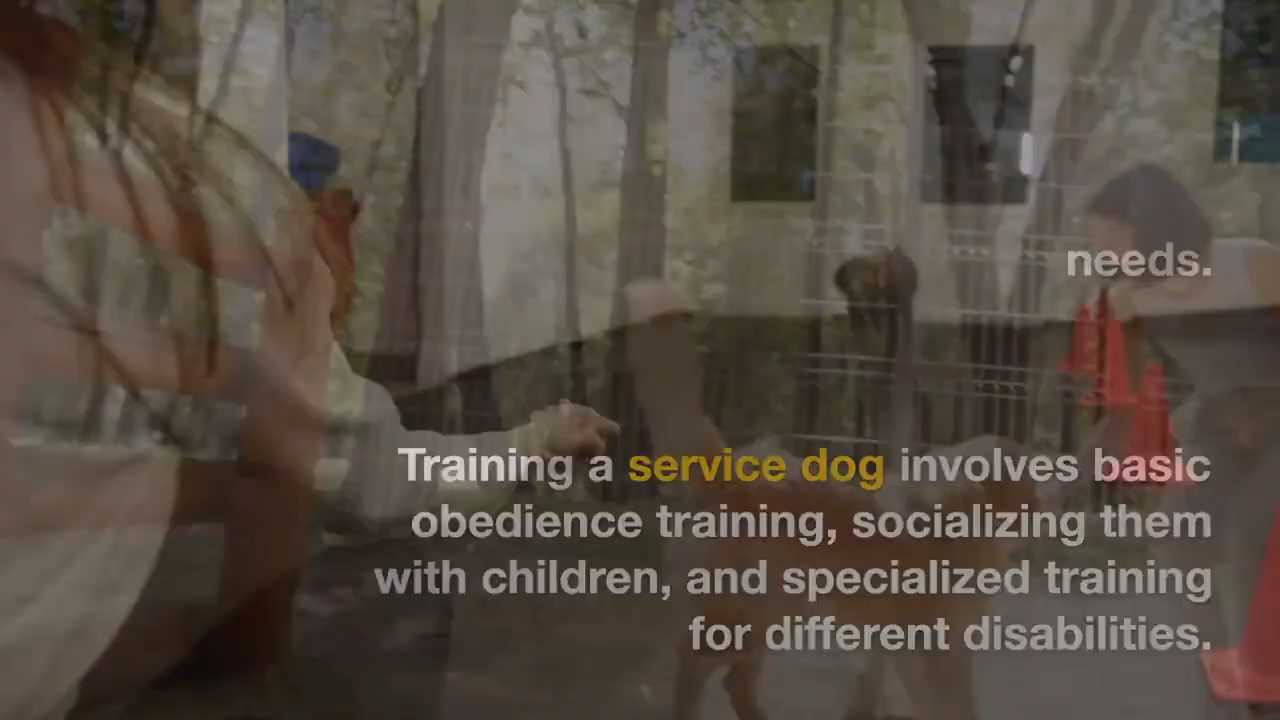 needs.
Training a service dog involves basic
obedience training, socializing them
with children, and specialized training
for different disabilities.